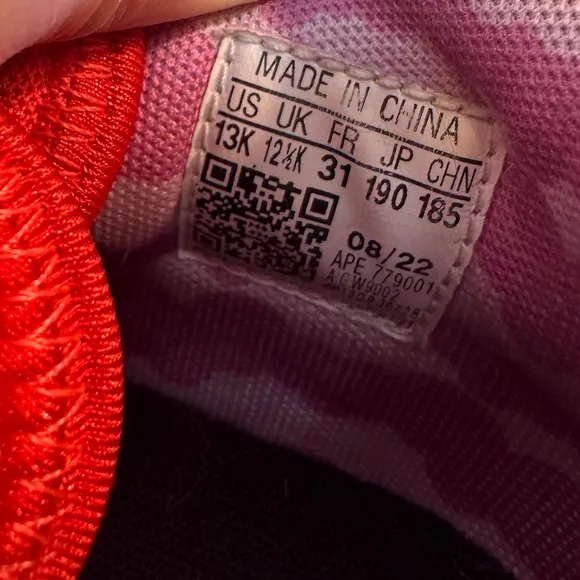 MADE IN CHINA
US UK FR JP CHN
13K 12½K 31 190 185
08/22
APE 779001